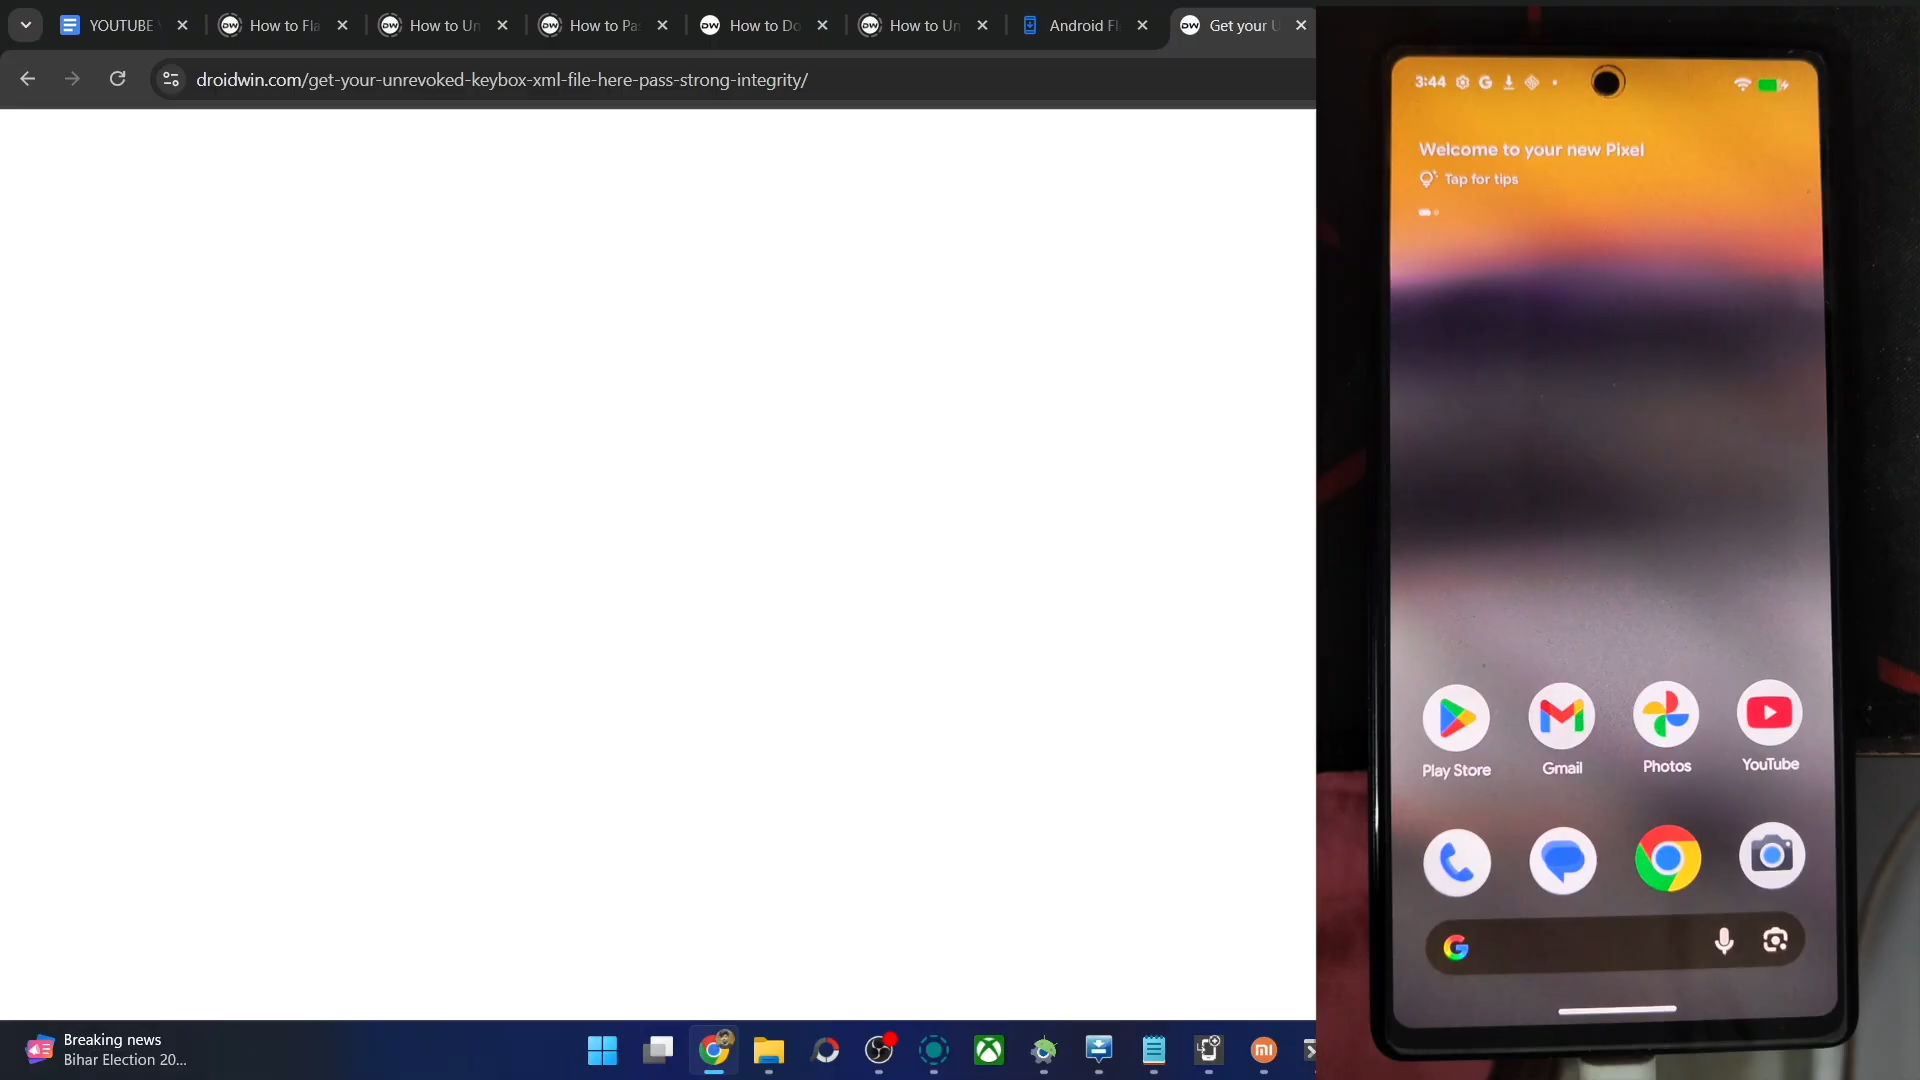 YOUTUBE
How to Fla
How to Un
How to Pa
How to Do
How to Un
Android Fl
Get your U
droidwin.com/get-your-unrevoked-keybox-xml-file-here-pass-strong-integrity/
3:44
Welcome to your new Pixel
Tap for tips
Play Store
Gmail
Photos
YouTube
Breaking news
Bihar Election 20...